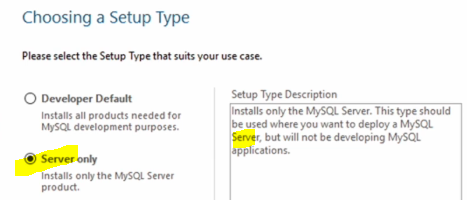 Choosing a Setup Type
Please select the Setup Type that suits your use case.
Developer Default
Installs all products needed for
MySQL development purposes.
Server only
Installs only the MySQL Server
product.
Setup Type Description
Installs only the MySQL Server. This type should
be used where you want to deploy a MySQL
Server, but will not be developing MySQL
applications.